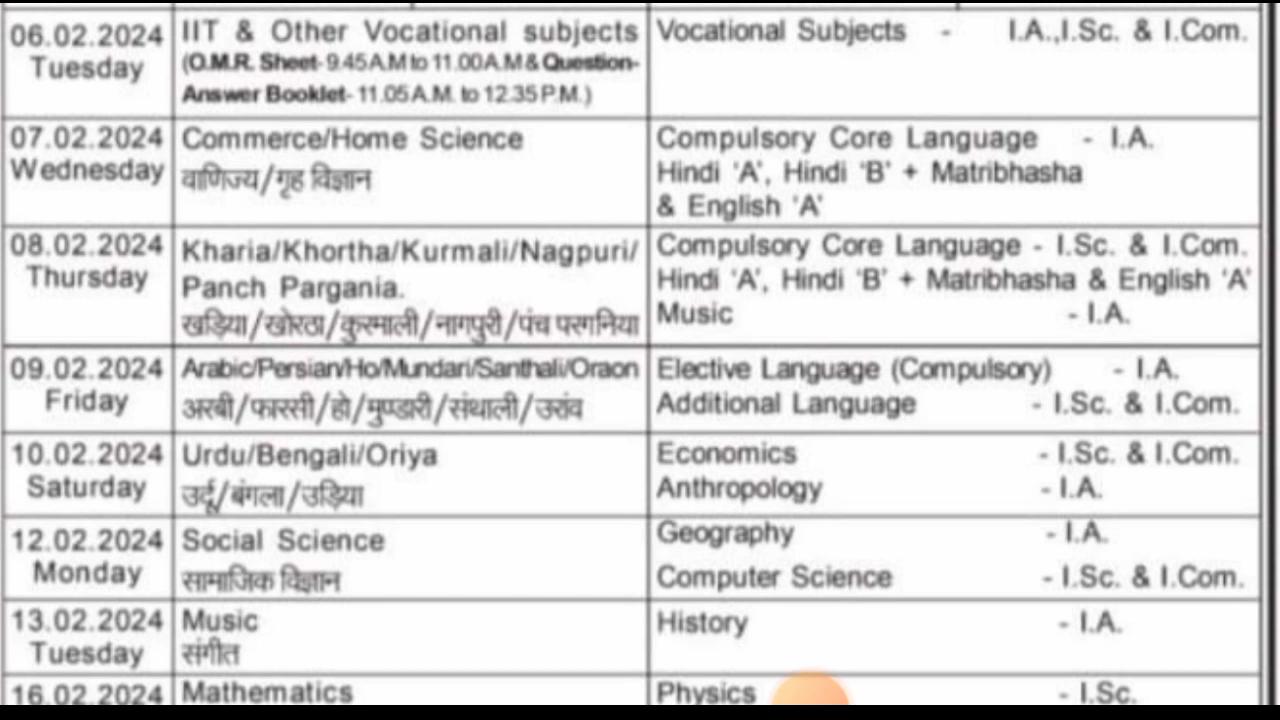 06.02.2024
Tuesday
IIT & Other Vocational subjects
(O.M.R. Sheet- 9.45 A.M to 11.00 A.M & Question-
Answer Booklet- 11.05 A.M. to 12.35 P.M.)
Vocational Subjects - I.A.,I.Sc. & I.Com.
07.02.2024
Wednesday
Commerce/Home Science
वाणिज्य/गृह विज्ञान
Compulsory Core Language - I.A.
Hindi 'A', Hindi 'B' + Matribhasha
& English 'A'
08.02.2024
Thursday
Kharia/Khortha/Kurmali/Nagpuri/
Panch Pargania.
खड़िया/खोरठा/कुरमाली/नागपुरी/पंच परगनिया
Compulsory Core Language - I.Sc. & I.Com.
Hindi 'A', Hindi 'B' + Matribhasha & English 'A'
Music - I.A.
09.02.2024
Friday
Arabic/Persian/Ho/Mundari/Santhali/Oraon
अरबी/फारसी/हो/मुण्डारी/संथाली/उरांव
Elective Language (Compulsory) - I.A.
Additional Language - I.Sc. & I.Com.
10.02.2024
Saturday
Urdu/Bengali/Oriya
उर्दू/बंगला/उड़िया
Economics - I.Sc. & I.Com.
Anthropology - I.A.
12.02.2024
Monday
Social Science
सामाजिक विज्ञान
Geography - I.A.
Computer Science - I.Sc. & I.Com.
13.02.2024
Tuesday
Music
संगीत
History - I.A.
16.02.2024
Mathematics
Physics - I.Sc.